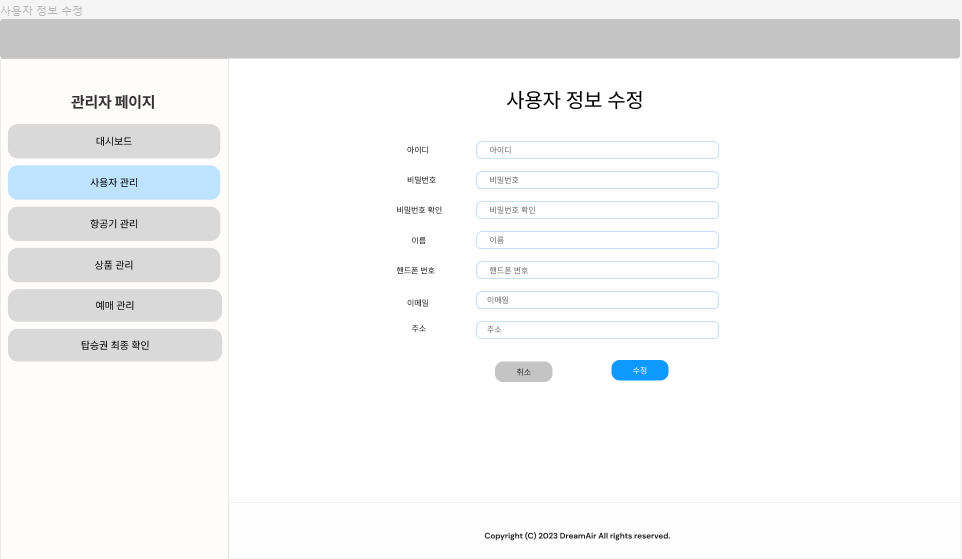 사용자 정보 수정
관리자 페이지
대시보드
사용자 관리
항공기 관리
상품 관리
예매 관리
탑승권 최종 확인
사용자 정보 수정
아이디 아이디
비밀번호 비밀번호
비밀번호 확인 비밀번호 확인
이름 이름
핸드폰 번호 핸드폰 번호
이메일 이메일
주소 주소
취소 수정
Copyright (C) 2023 DreamAir All rights reserved.